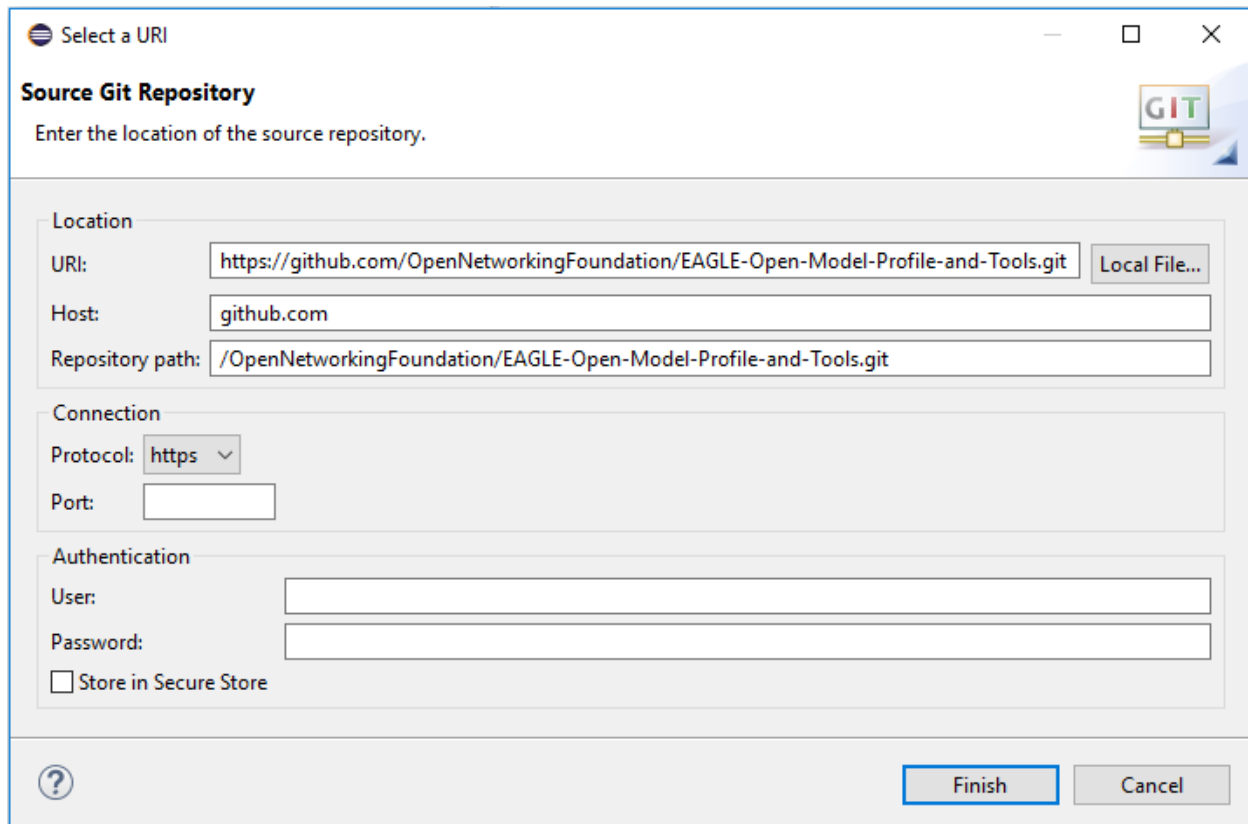 Select a URI
Source Git Repository
Enter the location of the source repository.
GIT
Location
URI: https://github.com/OpenNetworkingFoundation/EAGLE-Open-Model-Profile-and-Tools.git Local File...
Host: github.com
Repository path: /OpenNetworkingFoundation/EAGLE-Open-Model-Profile-and-Tools.git
Connection
Protocol: https
Port:
Authentication
User:
Password:
Store in Secure Store
? Finish Cancel